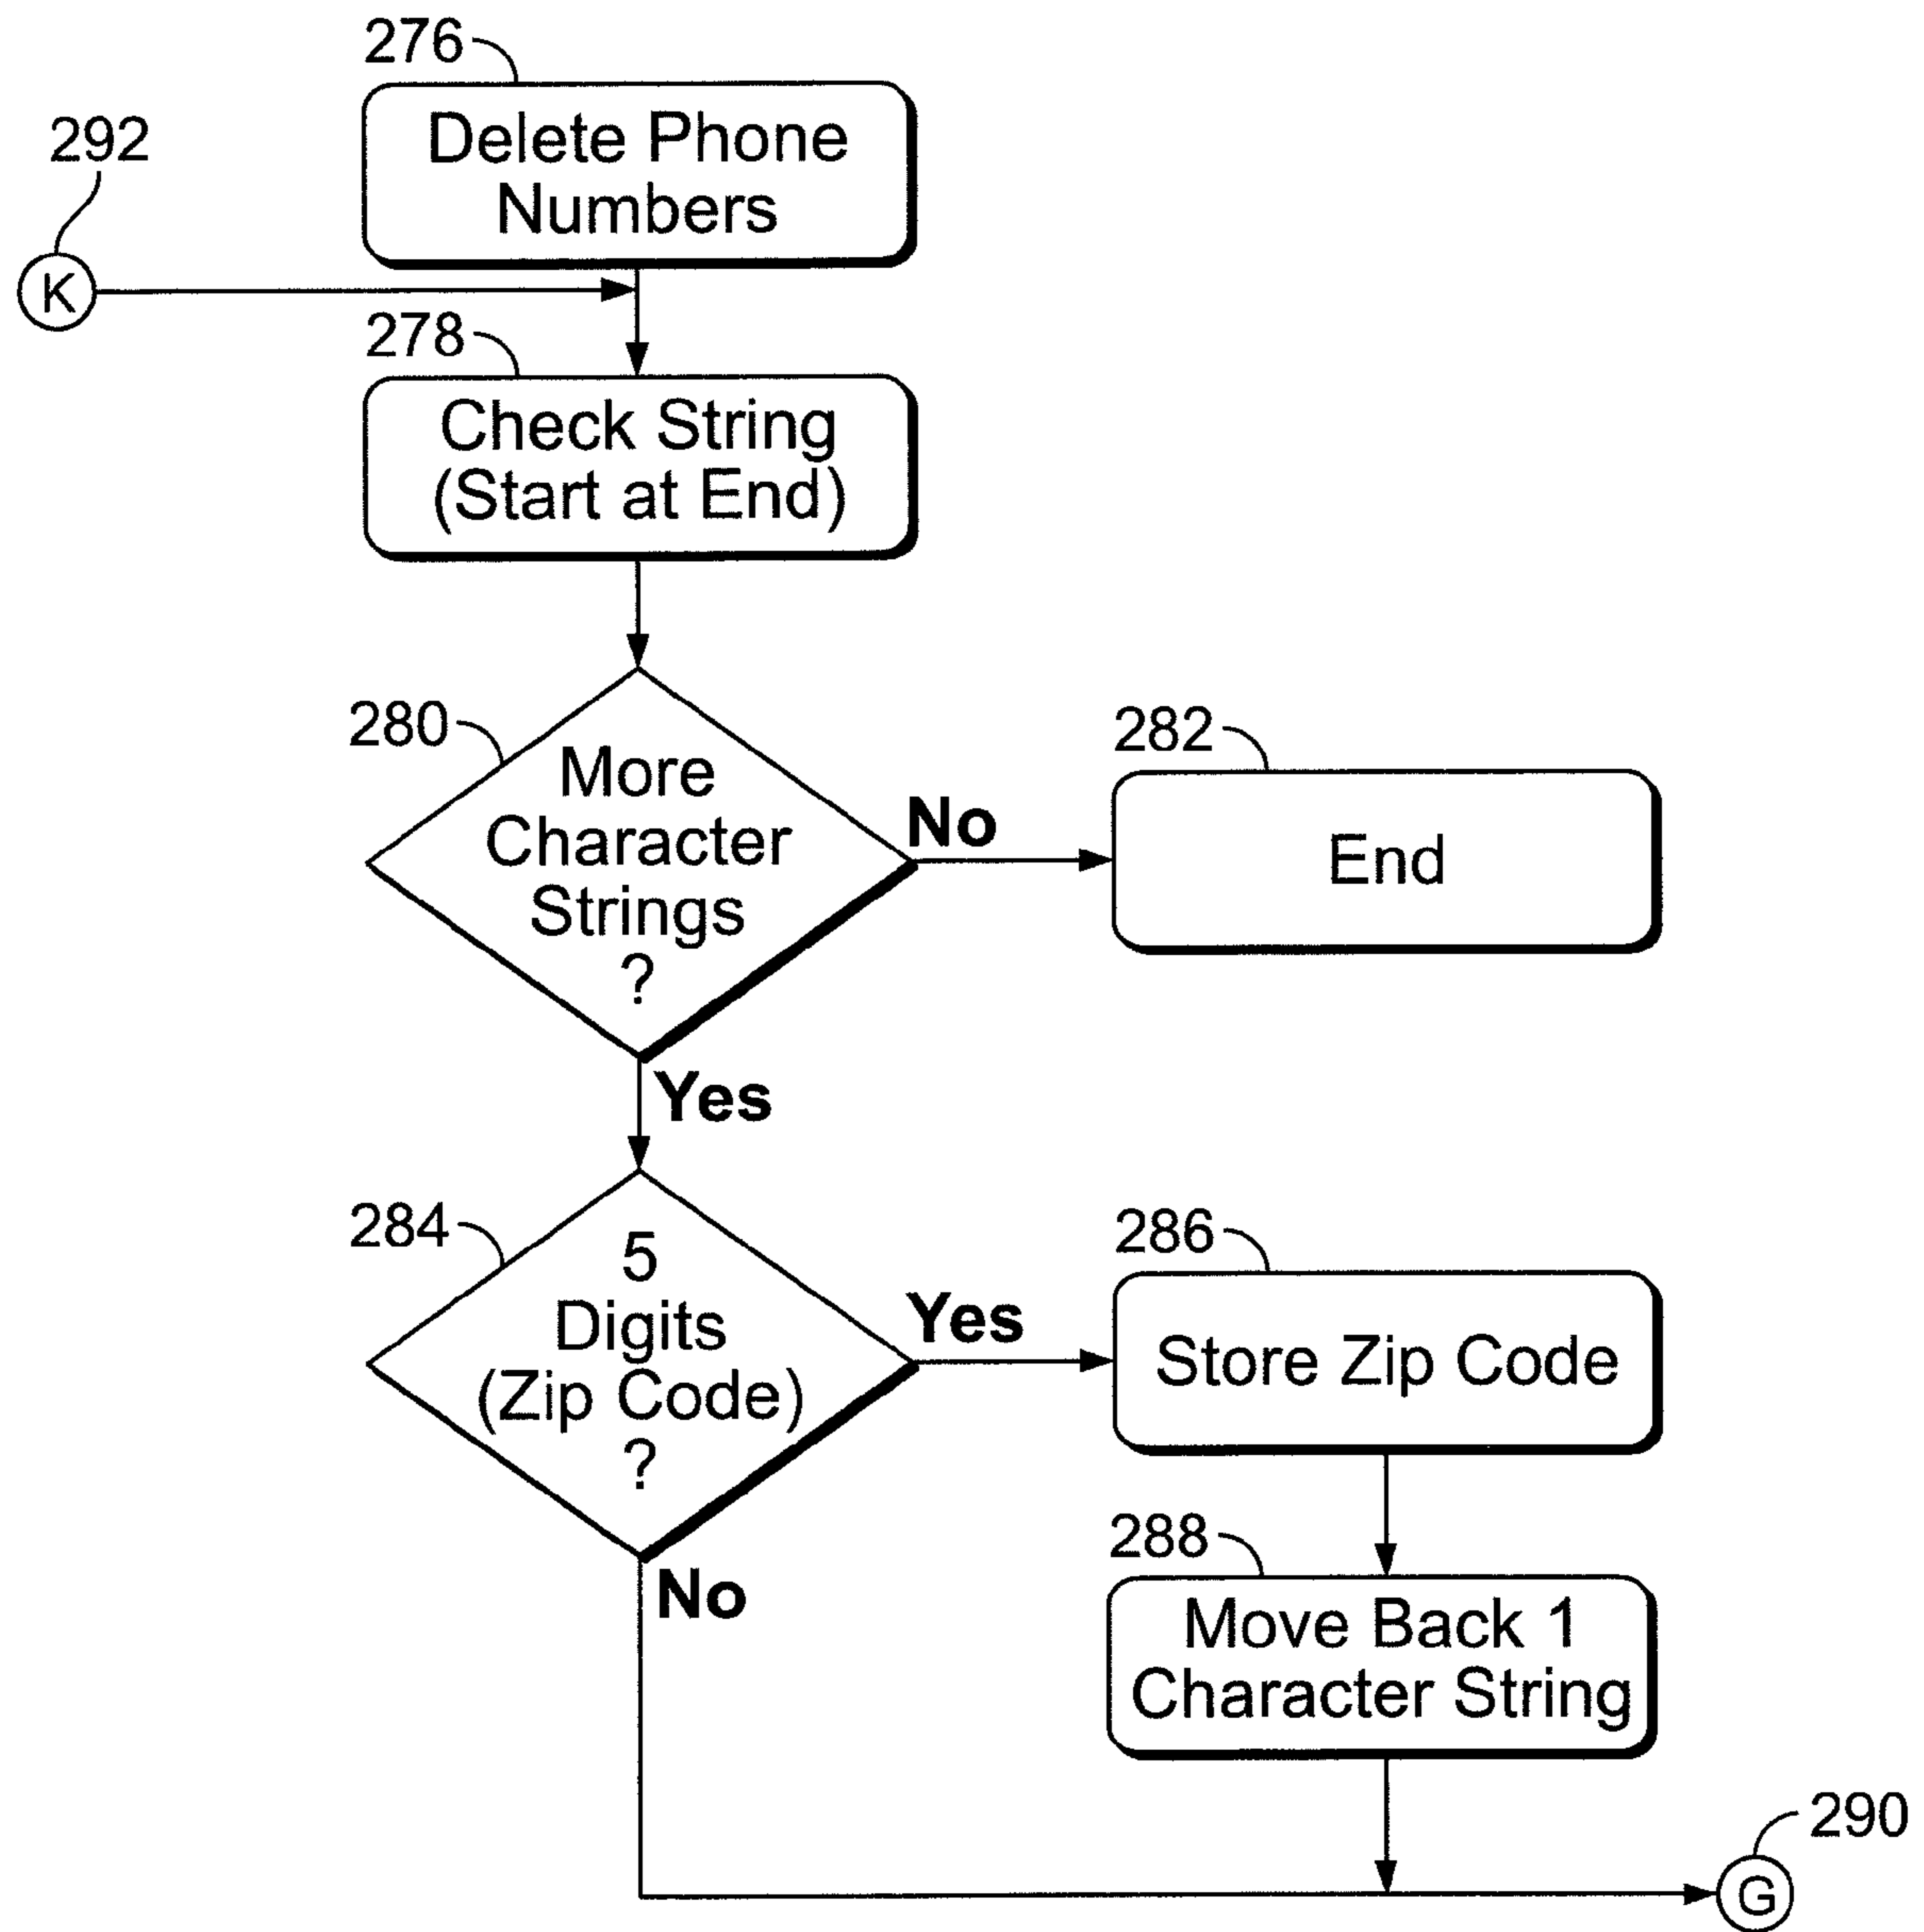 276
Delete Phone
Numbers
292
K
278
Check String
(Start at End)
280
More
Character
Strings
?
No
282
End
Yes
284
5
Digits
(Zip Code)
?
Yes
286
Store Zip Code
No
288
Move Back 1
Character String
290
G